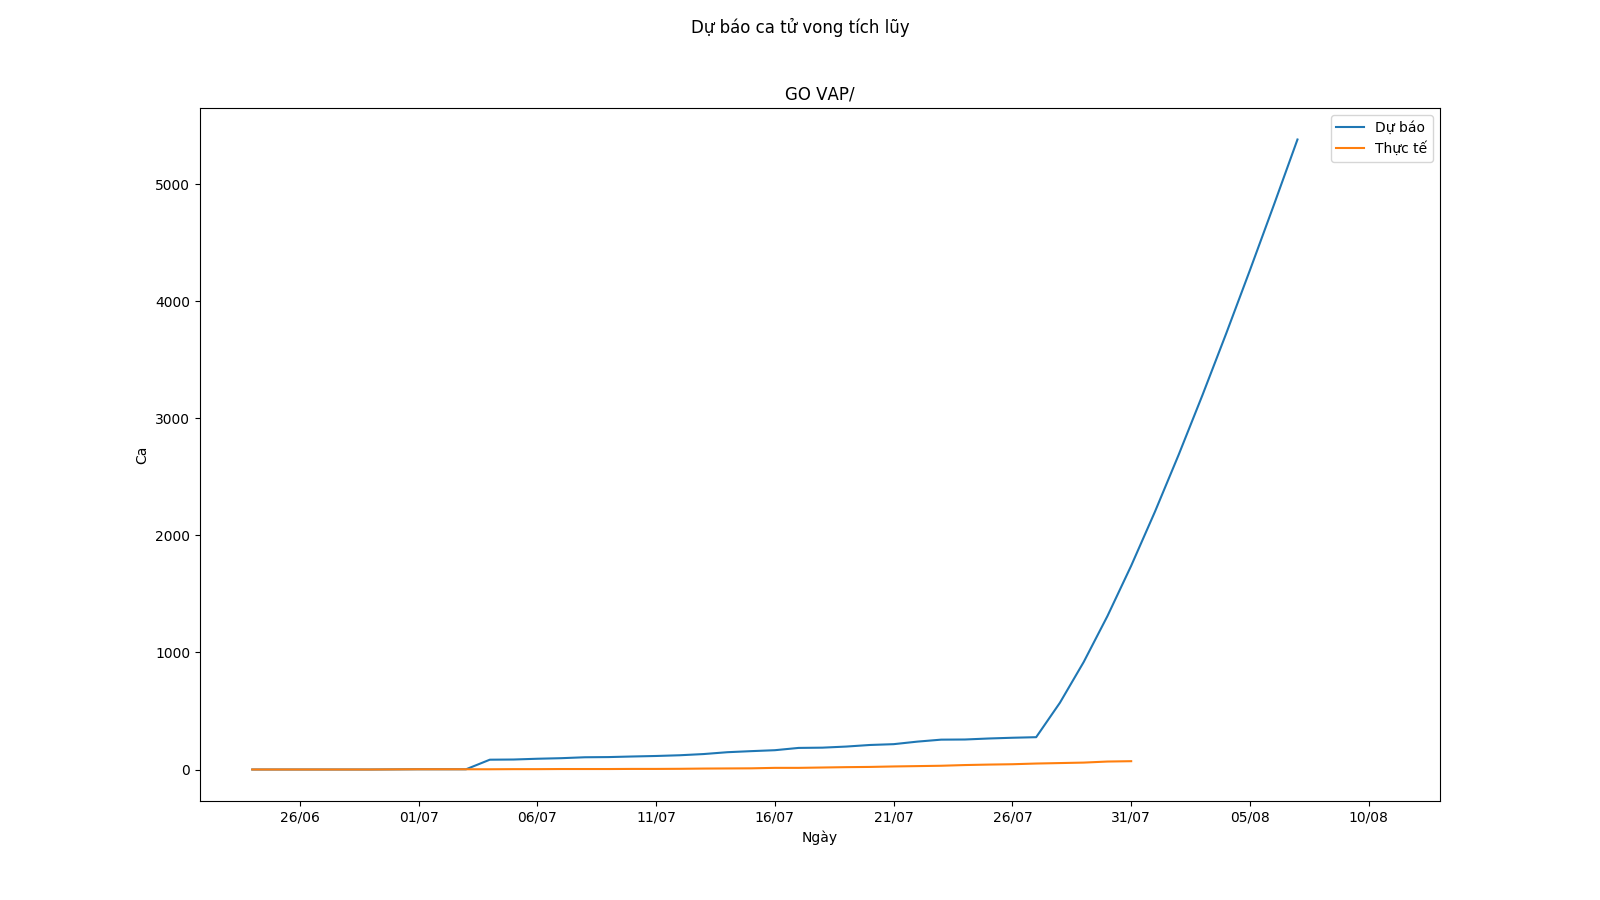 Dự báo ca tử vong tích lũy
GO VAP/
Dự báo
Thực tế
5000
4000
3000
2000
1000
0
Ca
26/06
01/07
06/07
11/07
16/07
21/07
26/07
31/07
05/08
10/08
Ngày